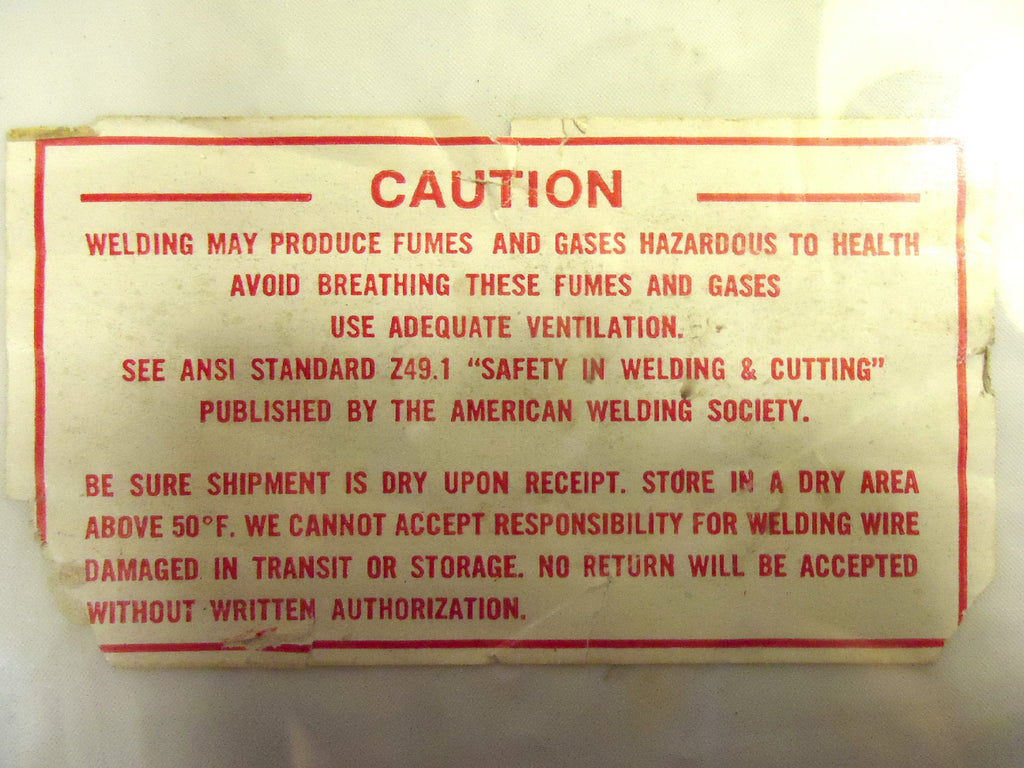 CAUTION
WELDING MAY PRODUCE FUMES AND GASES HAZARDOUS TO HEALTH
AVOID BREATHING THESE FUMES AND GASES
USE ADEQUATE VENTILATION.
SEE ANSI STANDARD Z49.1 "SAFETY IN WELDING & CUTTING"
PUBLISHED BY THE AMERICAN WELDING SOCIETY.
BE SURE SHIPMENT IS DRY UPON RECEIPT. STORE IN A DRY AREA
ABOVE 50°F. WE CANNOT ACCEPT RESPONSIBILITY FOR WELDING WIRE
DAMAGED IN TRANSIT OR STORAGE. NO RETURN WILL BE ACCEPTED
WITHOUT WRITTEN AUTHORIZATION.